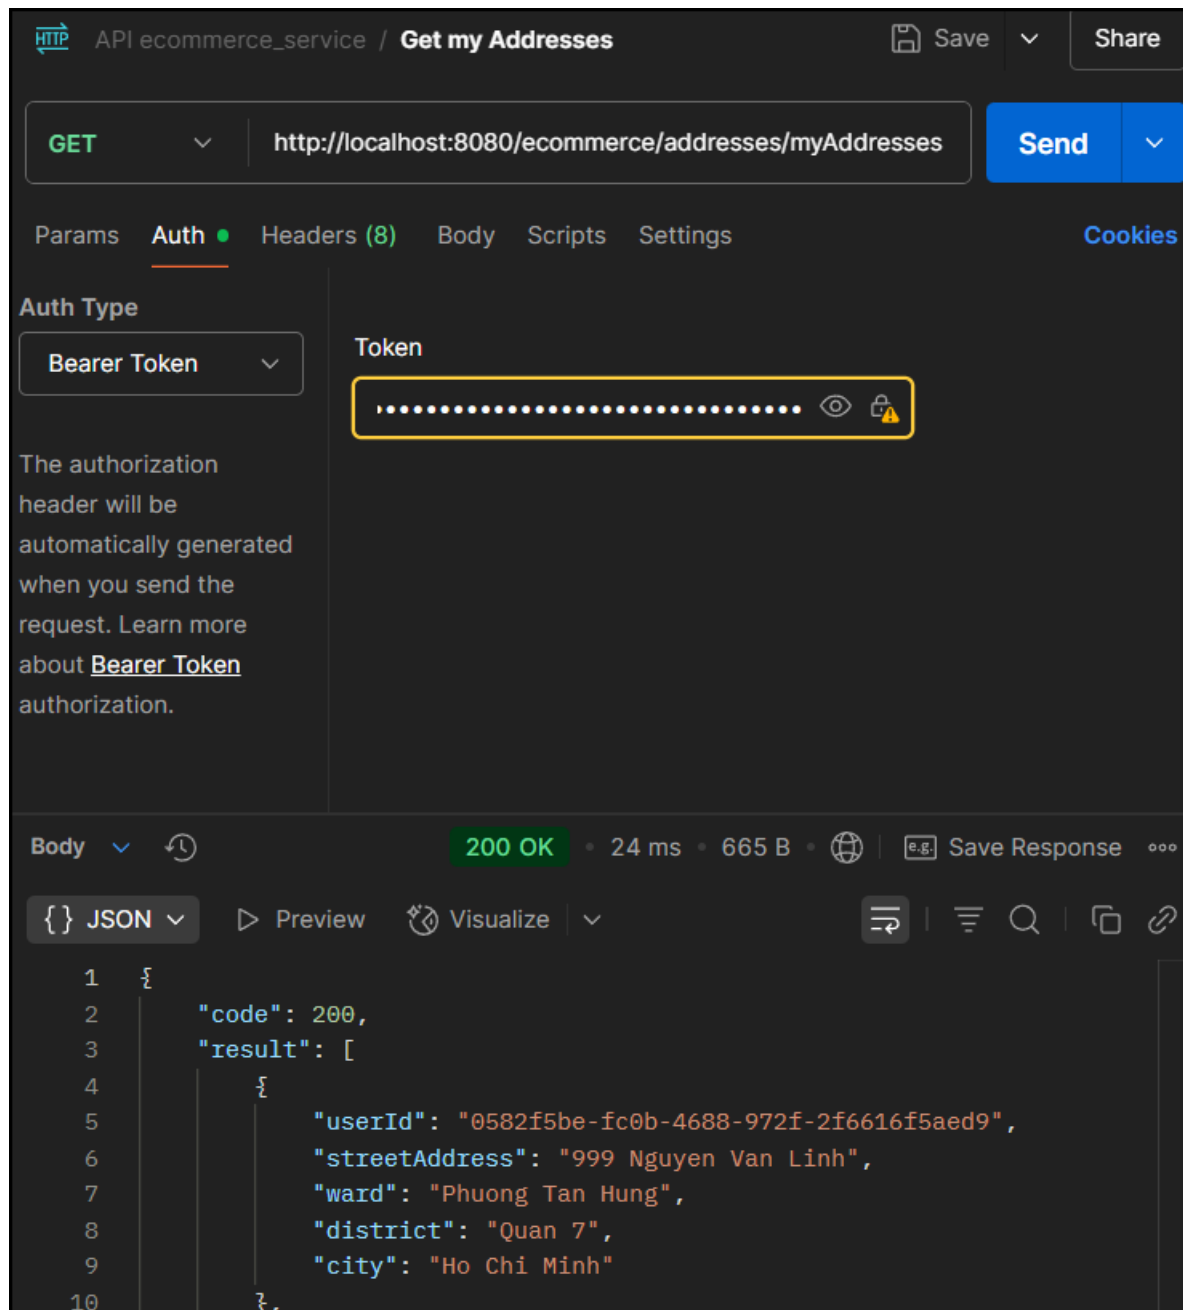 HTTP API ecommerce_service / Get my Addresses Save Share
GET http://localhost:8080/ecommerce/addresses/myAddresses Send
Params Auth Headers (8) Body Scripts Settings Cookies
Auth Type
Bearer Token
Token
The authorization
header will be
automatically generated
when you send the
request. Learn more
about Bearer Token
authorization.
Body 200 OK • 24 ms • 665 B • e.g. Save Response
{} JSON Preview Visualize
1 {
2 "code": 200,
3 "result": [
4 {
5 "userId": "0582f5be-fc0b-4688-972f-2f6616f5aed9",
6 "streetAddress": "999 Nguyen Van Linh",
7 "ward": "Phuong Tan Hung",
8 "district": "Quan 7",
9 "city": "Ho Chi Minh"
10 },